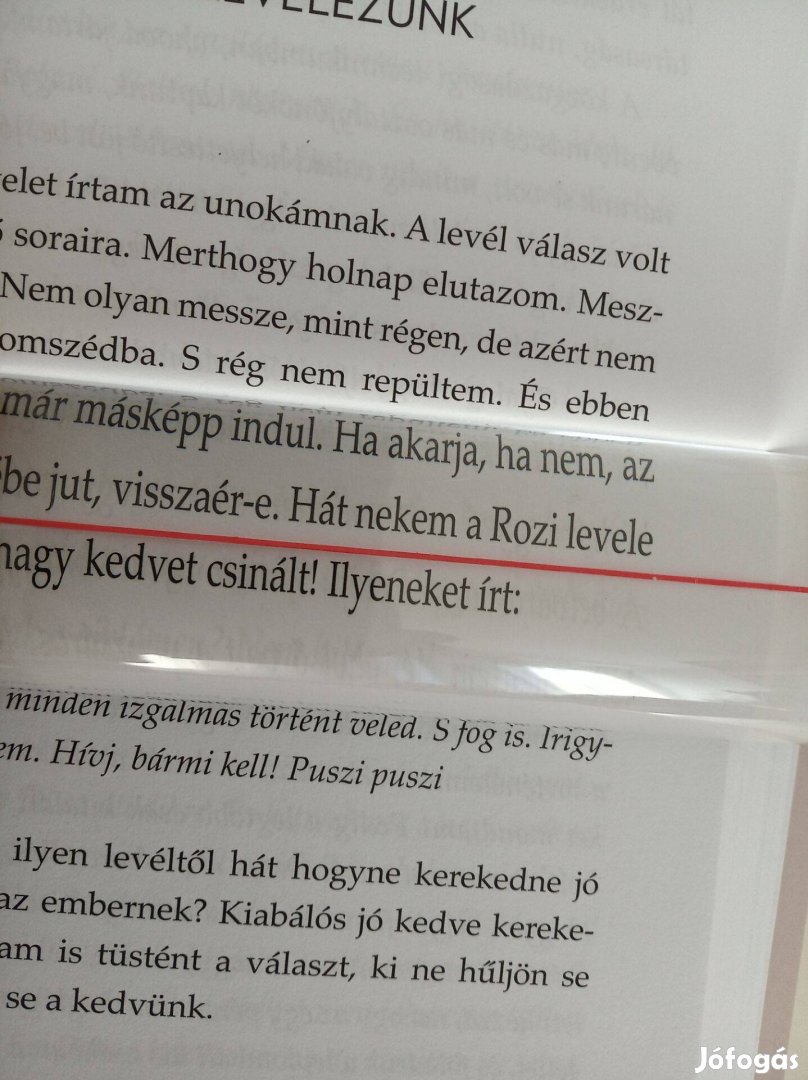 elet írtam az unokámnak. A levél válasz volt
soraira. Merthogy holnap elutazom. Mesz-
Nem olyan messze, mint régen, de azért nem
omszédba. S rég nem repültem. És ebben
már másképp indul. Ha akarja, ha nem, az
be jut, visszaér-e. Hát nekem a Rozi levele
nagy kedvet csinált! Ilyeneket írt:
minden izgalmas történt veled. S fog is. Irigy-
em. Hívj, bármi kell! Puszi puszi
ilyen levéltől hát hogyne kerekedne jó
az embernek? Kiabálós jó kedve kereke-
am is tüstént a választ, ki ne hűljön se
se a kedvünk.
Jófogás